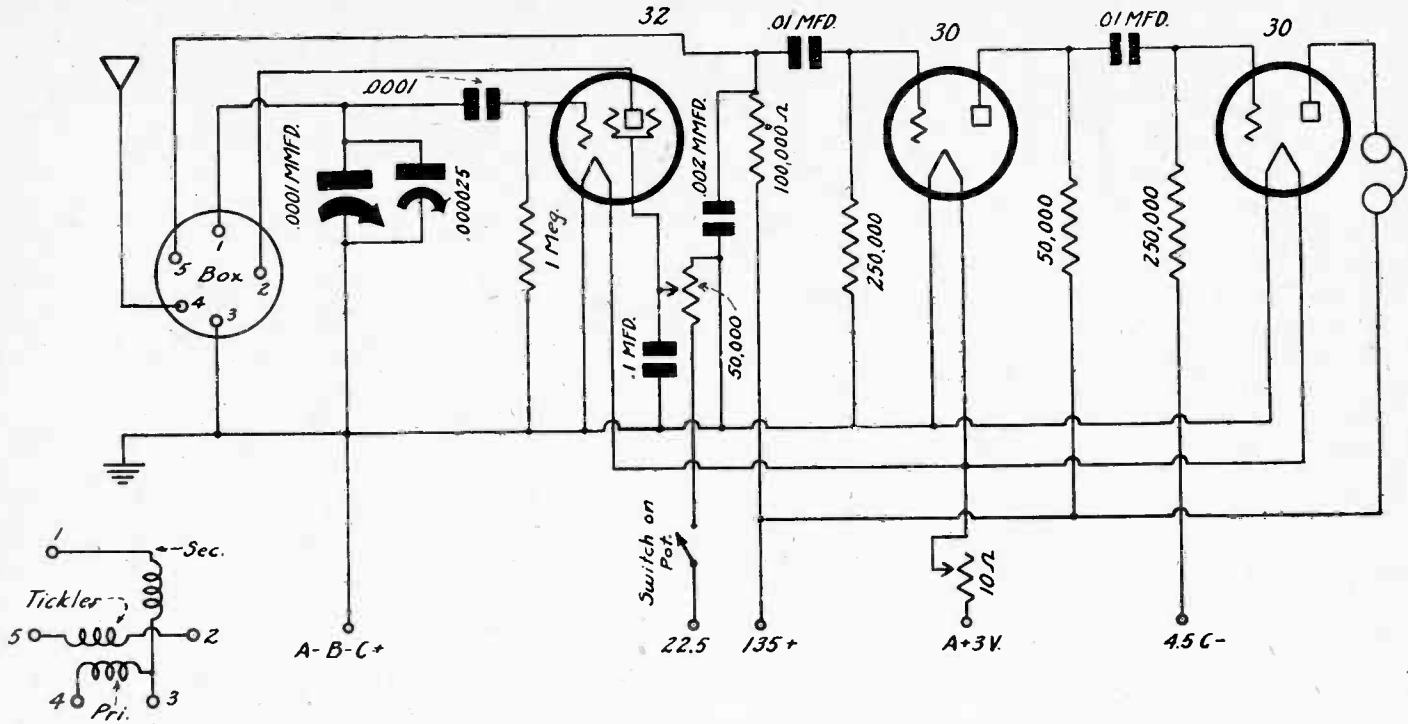 32
.01 MFD.
30
.01 MFD.
30
.0001
.0001 MMFD.
.000025
1 Meg.
.002 MMFD.
100,000Ω
250,000
50,000
250,000
1
5
Box
2
4
3
.1 MFD.
50,000
Switch on
Pot.
10Ω
1
Sec.
Tickler
5
2
4
3
Pri.
A-B-C+
22.5
135+
A+3V.
4.5 C-